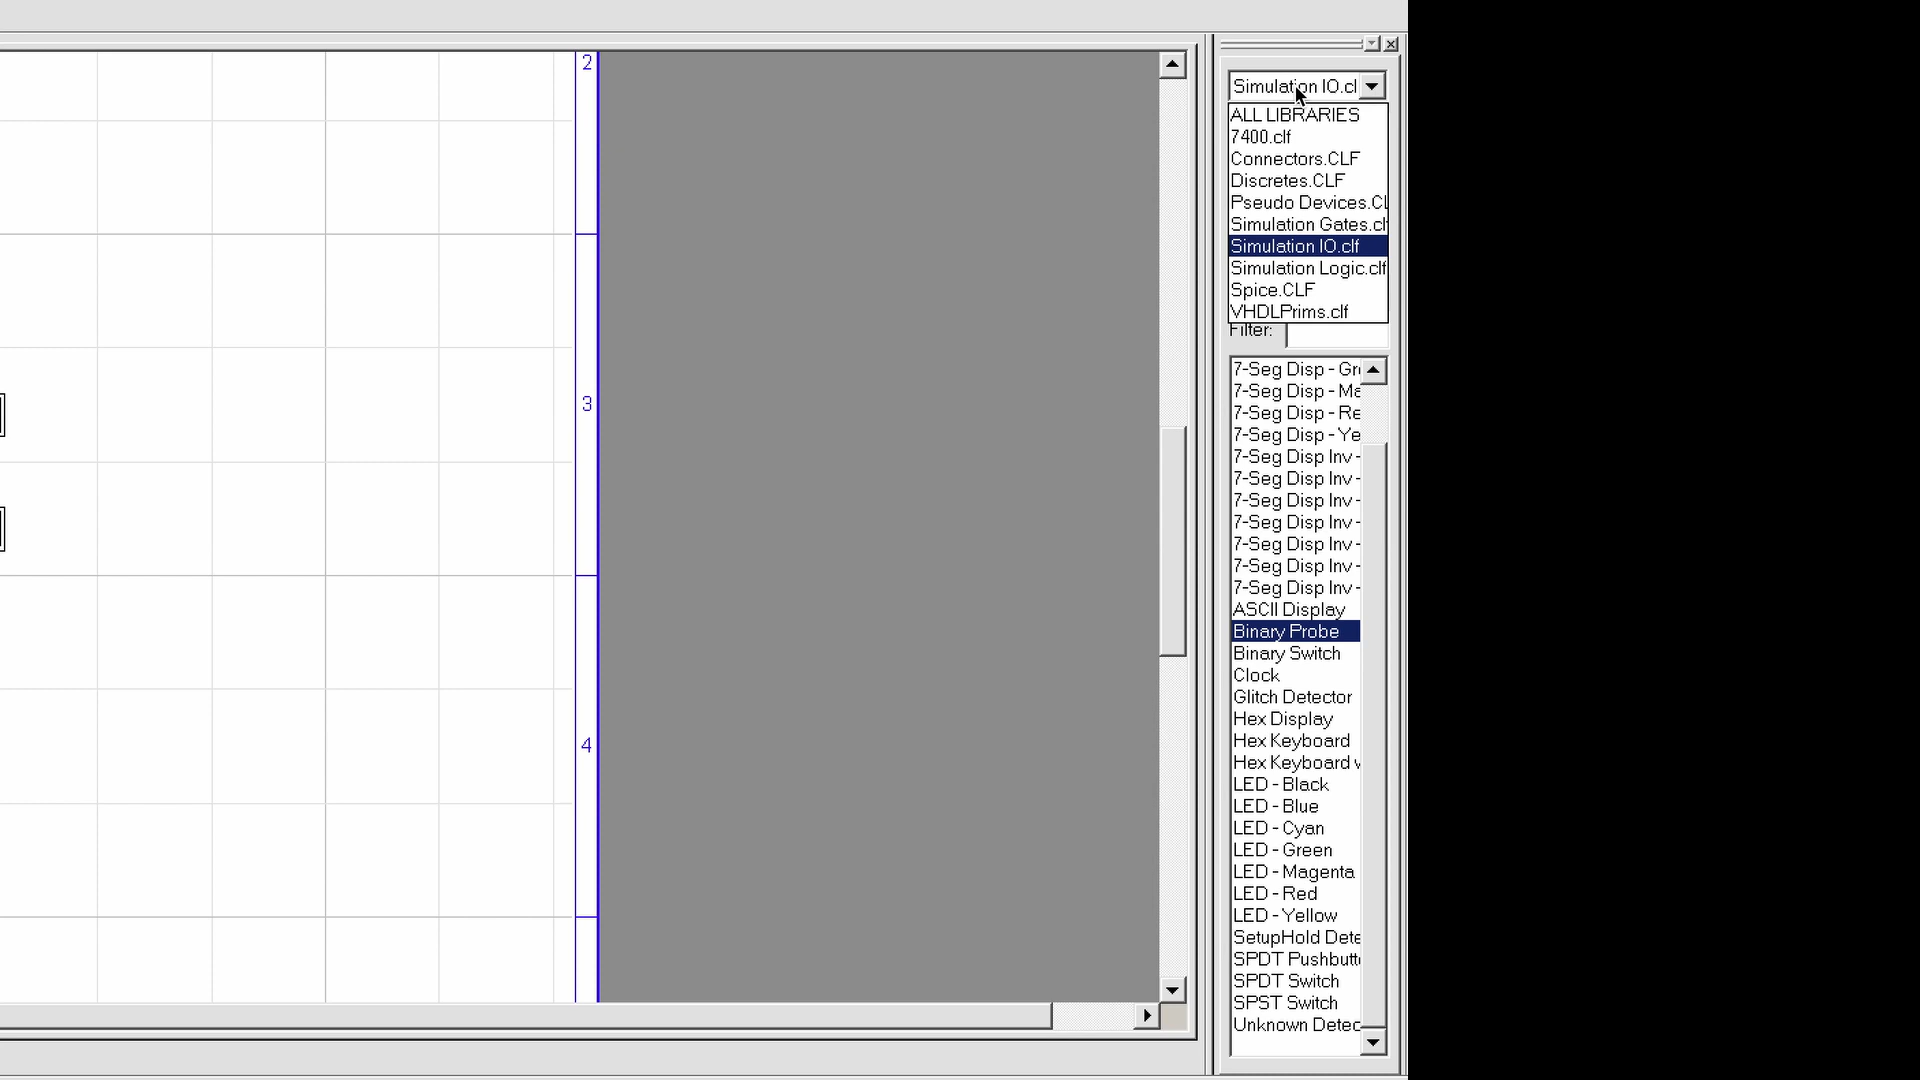 2
3
4
Simulation IO.cl
ALL LIBRARIES
7400.clf
Connectors.CLF
Discretes.CLF
Pseudo Devices.CL
Simulation Gates.clf
Simulation IO.clf
Simulation Logic.clf
Spice.CLF
VHDLPrims.clf
Filter:
7-Seg Disp - Gre
7-Seg Disp - Ma
7-Seg Disp - Re
7-Seg Disp - Ye
7-Seg Disp Inv -
7-Seg Disp Inv -
7-Seg Disp Inv -
7-Seg Disp Inv -
7-Seg Disp Inv -
7-Seg Disp Inv -
7-Seg Disp Inv -
ASCII Display
Binary Probe
Binary Switch
Clock
Glitch Detector
Hex Display
Hex Keyboard
Hex Keyboard w
LED - Black
LED - Blue
LED - Cyan
LED - Green
LED - Magenta
LED - Red
LED - Yellow
SetupHold Dete
SPDT Pushbutto
SPDT Switch
SPST Switch
Unknown Detec